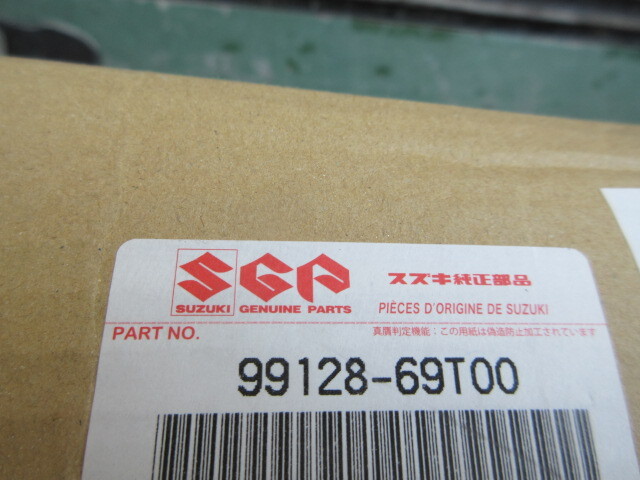 SGP スズキ純正部品
SUZUKI GENUINE PARTS PIÈCES D'ORIGINE DE SUZUKI
PART NO. 真贋判定機能：この用紙は偽造防止加工されています
99128-69T00